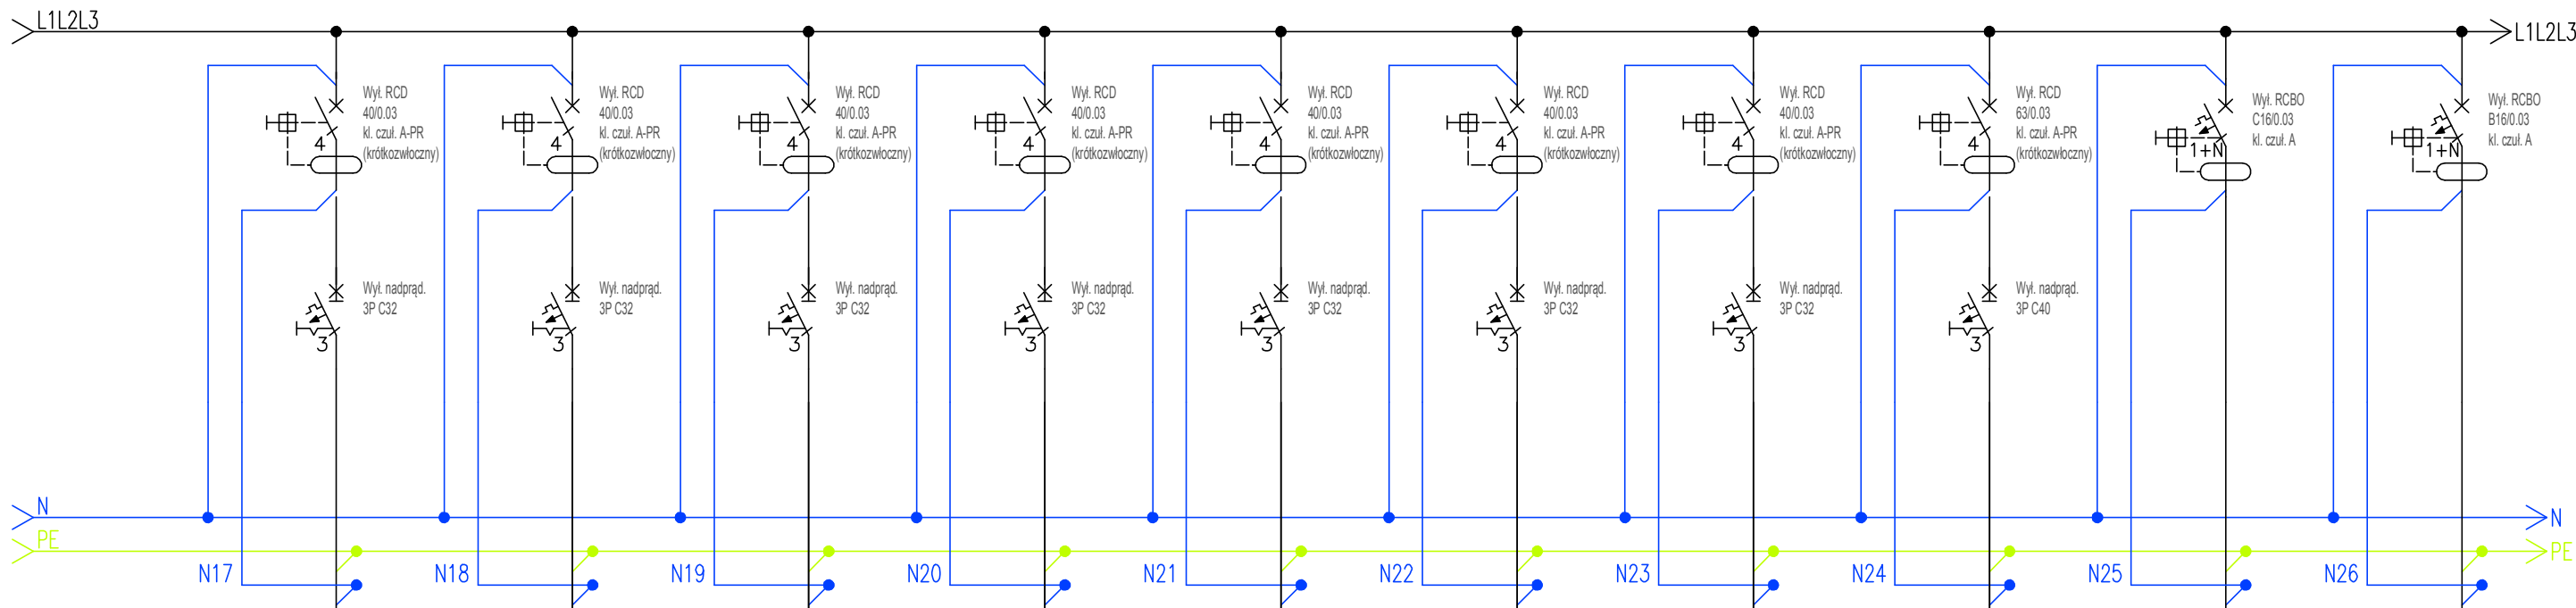 L1L2L3
L1L2L3
Wył. RCD
40/0.03
kl. czuł. A-PR
(krótkozwłoczny)
4
Wył. RCD
40/0.03
kl. czuł. A-PR
(krótkozwłoczny)
4
Wył. RCD
40/0.03
kl. czuł. A-PR
(krótkozwłoczny)
4
Wył. RCD
40/0.03
kl. czuł. A-PR
(krótkozwłoczny)
4
Wył. RCD
40/0.03
kl. czuł. A-PR
(krótkozwłoczny)
4
Wył. RCD
40/0.03
kl. czuł. A-PR
(krótkozwłoczny)
4
Wył. RCD
40/0.03
kl. czuł. A-PR
(krótkozwłoczny)
4
Wył. RCD
63/0.03
kl. czuł. A-PR
(krótkozwłoczny)
4
Wył. RCBO
C16/0.03
kl. czuł. A
1+N
Wył. RCBO
B16/0.03
kl. czuł. A
1+N
Wył. nadprąd.
3P C32
3
Wył. nadprąd.
3P C32
3
Wył. nadprąd.
3P C32
3
Wył. nadprąd.
3P C32
3
Wył. nadprąd.
3P C32
3
Wył. nadprąd.
3P C32
3
Wył. nadprąd.
3P C32
3
Wył. nadprąd.
3P C40
3
N
N
PE
PE
N17
N18
N19
N20
N21
N22
N23
N24
N25
N26